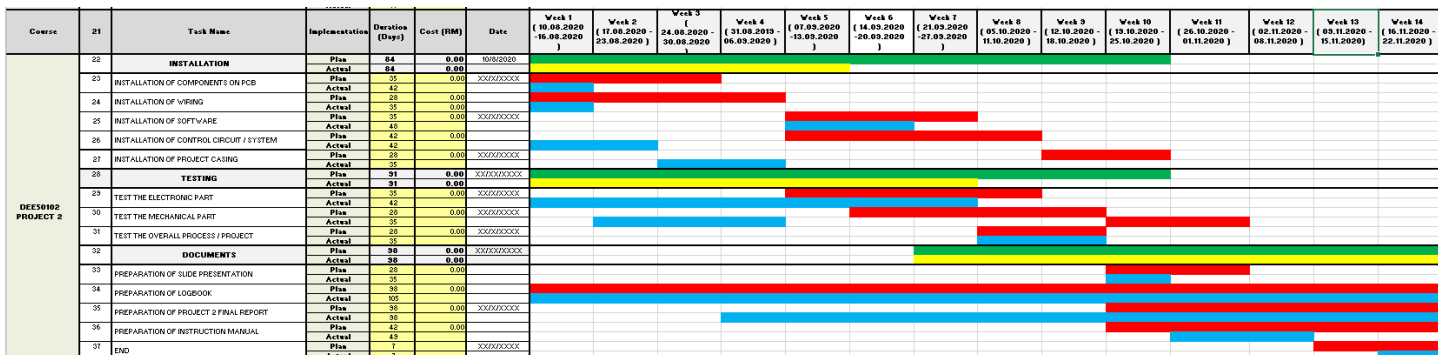 Course 21 Task Name Implementation Duration (Days) Cost (RM) Date
Week 1 ( 10.08.2020 -16.08.2020 )
Week 2 ( 17.08.2020 - 23.08.2020 )
Week 3 ( 24.08.2020 - 30.08.2020 )
Week 4 ( 31.08.2019 - 06.09.2020 )
Week 5 ( 07.09.2020 -13.09.2020 )
Week 6 ( 14.09.2020 -20.09.2020 )
Week 7 ( 21.09.2020 -27.09.2020 )
Week 8 ( 05.10.2020 - 11.10.2020 )
Week 9 ( 12.10.2020 - 18.10.2020 )
Week 10 ( 19.10.2020 - 25.10.2020 )
Week 11 ( 26.10.2020 - 01.11.2020 )
Week 12 ( 02.11.2020 - 08.11.2020 )
Week 13 ( 09.11.2020 - 15.11.2020)
Week 14 ( 16.11.2020 - 22.11.2020 )
DEE50102 PROJECT 2
22 INSTALLATION Plan 84 0.00 10/8/2020
Actual 84 0.00
23 INSTALLATION OF COMPONENTS ON PCB Plan 35 0.00 XX/X/XXXX
Actual 42
24 INSTALLATION OF WIRING Plan 28 0.00
Actual 35 0.00
25 INSTALLATION OF SOFTWARE Plan 35 0.00 XX/X/XXXX
Actual 48
26 INSTALLATION OF CONTROL CIRCUIT / SYSTEM Plan 42 0.00
Actual 42
27 INSTALLATION OF PROJECT CASING Plan 28 0.00 XX/X/XXXX
Actual 35
28 TESTING Plan 91 0.00 XX/XX/XXXX
Actual 91 0.00
29 TEST THE ELECTRONIC PART Plan 35 0.00 XX/X/XXXX
Actual 42
30 TEST THE MECHANICAL PART Plan 28 0.00 XX/X/XXXX
Actual 35
31 TEST THE OVERALL PROCESS / PROJECT Plan 28 0.00 XX/X/XXXX
Actual 35
32 DOCUMENTS Plan 98 0.00 XX/XX/XXXX
Actual 98 0.00
33 PREPARATION OF SLIDE PRESENTATION Plan 28 0.00
Actual 35
34 PREPARATION OF LOGBOOK Plan 98 0.00
Actual 105
35 PREPARATION OF PROJECT 2 FINAL REPORT Plan 98 0.00 XX/X/XXXX
Actual 98
36 PREPARATION OF INSTRUCTION MANUAL Plan 42 0.00
Actual 49
37 END Plan 7 XX/X/XXXX